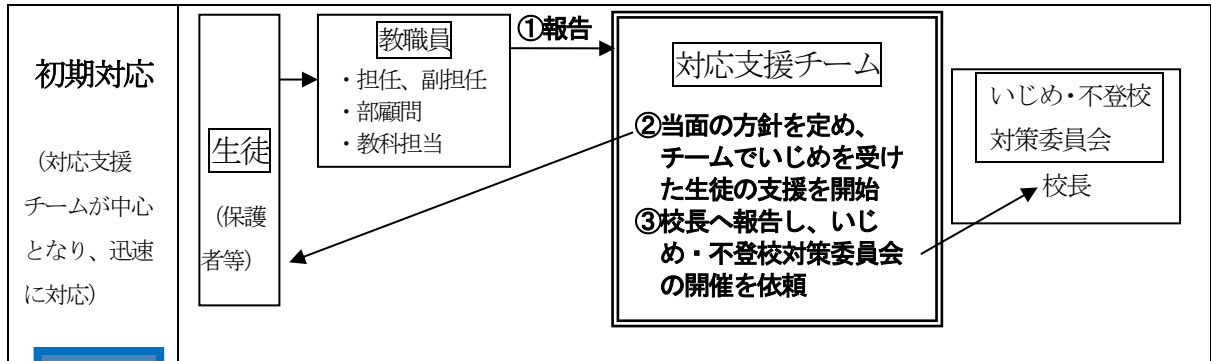 初期対応
（対応支援
チームが中心
となり、迅速
に対応）
生徒
（保護
者等）
教職員
・担任、副担任
・部顧問
・教科担当
①報告
対応支援チーム
②当面の方針を定め、
チームでいじめを受け
た生徒の支援を開始
③校長へ報告し、いじ
め・不登校対策委員会
の開催を依頼
いじめ・不登校
対策委員会
校長